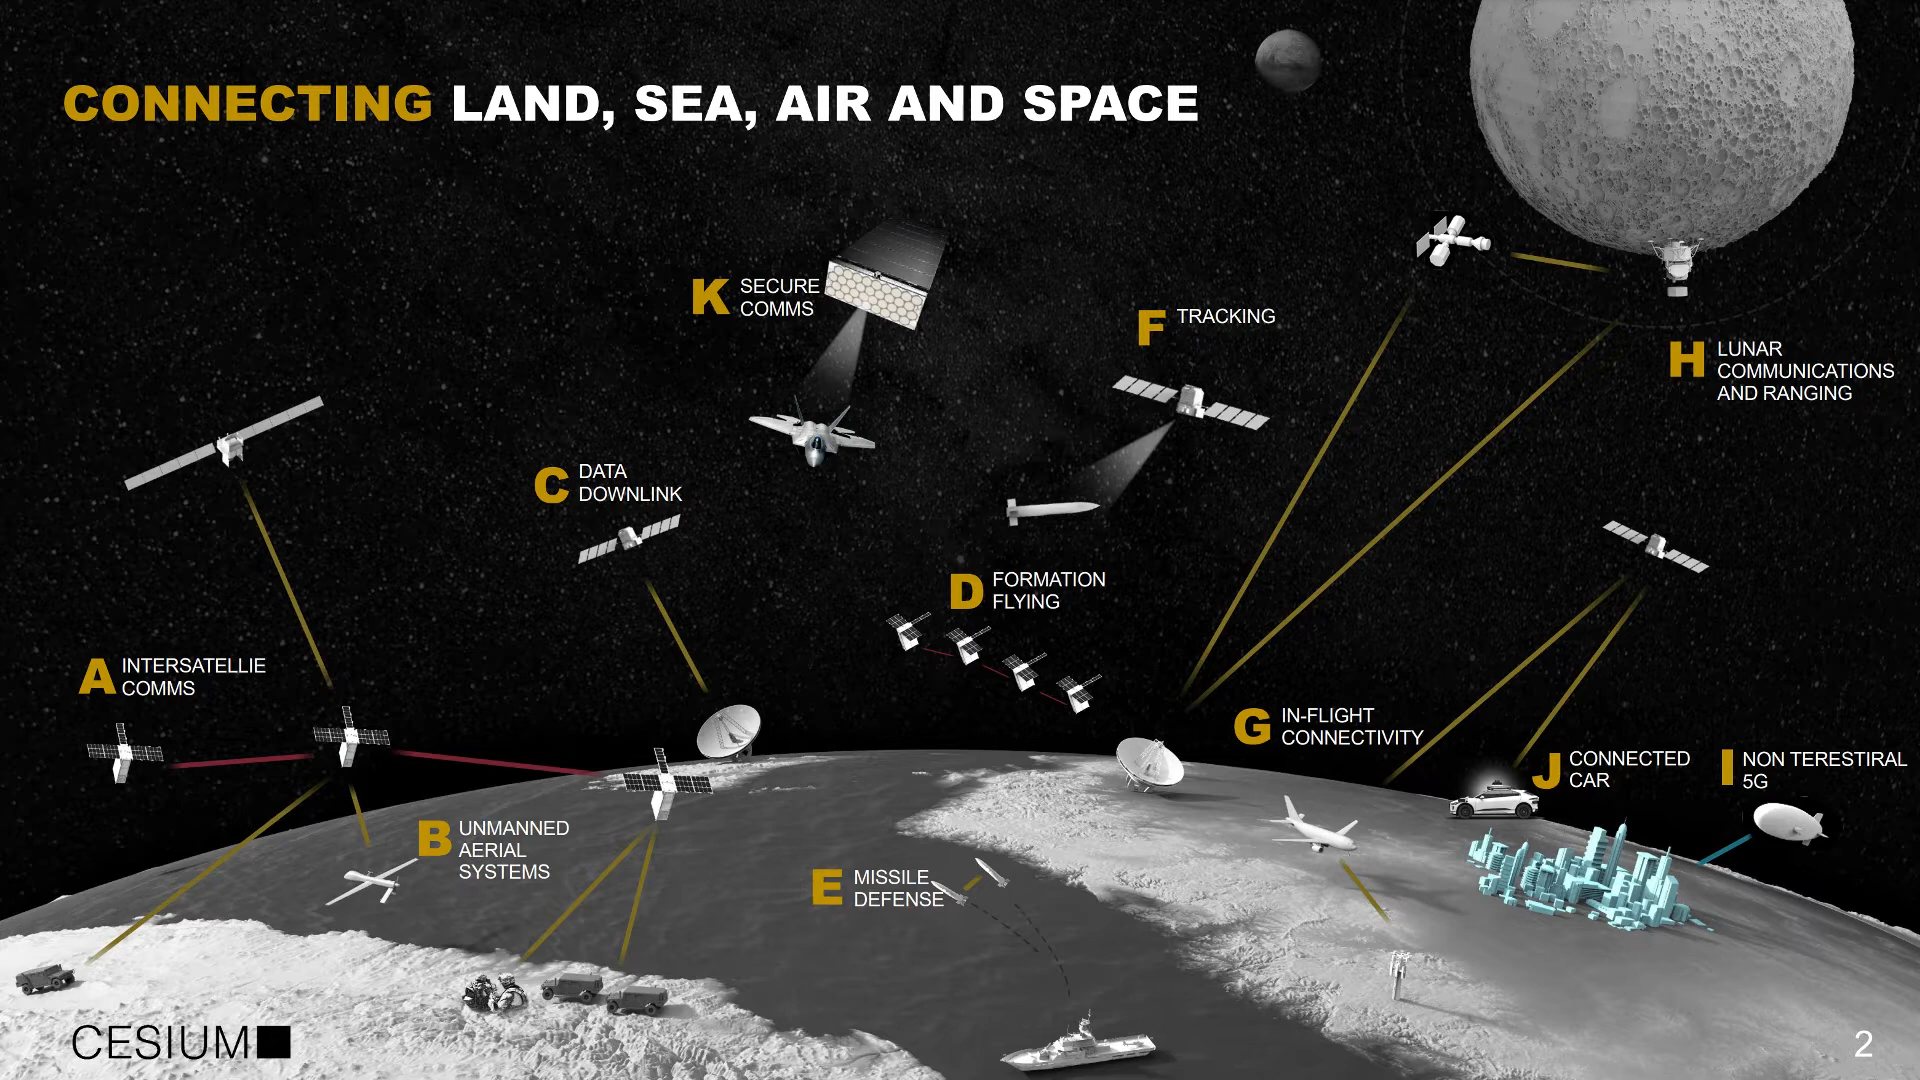 CONNECTING LAND, SEA, AIR AND SPACE
K SECURE
COMMS
F TRACKING
H LUNAR
COMMUNICATIONS
AND RANGING
C DATA
DOWNLINK
D FORMATION
FLYING
A INTERSATELLIE
COMMS
G IN-FLIGHT
CONNECTIVITY
J CONNECTED
CAR
I NON TERESTIRAL
5G
B UNMANNED
AERIAL
SYSTEMS
E MISSILE
DEFENSE
CESIUM
2